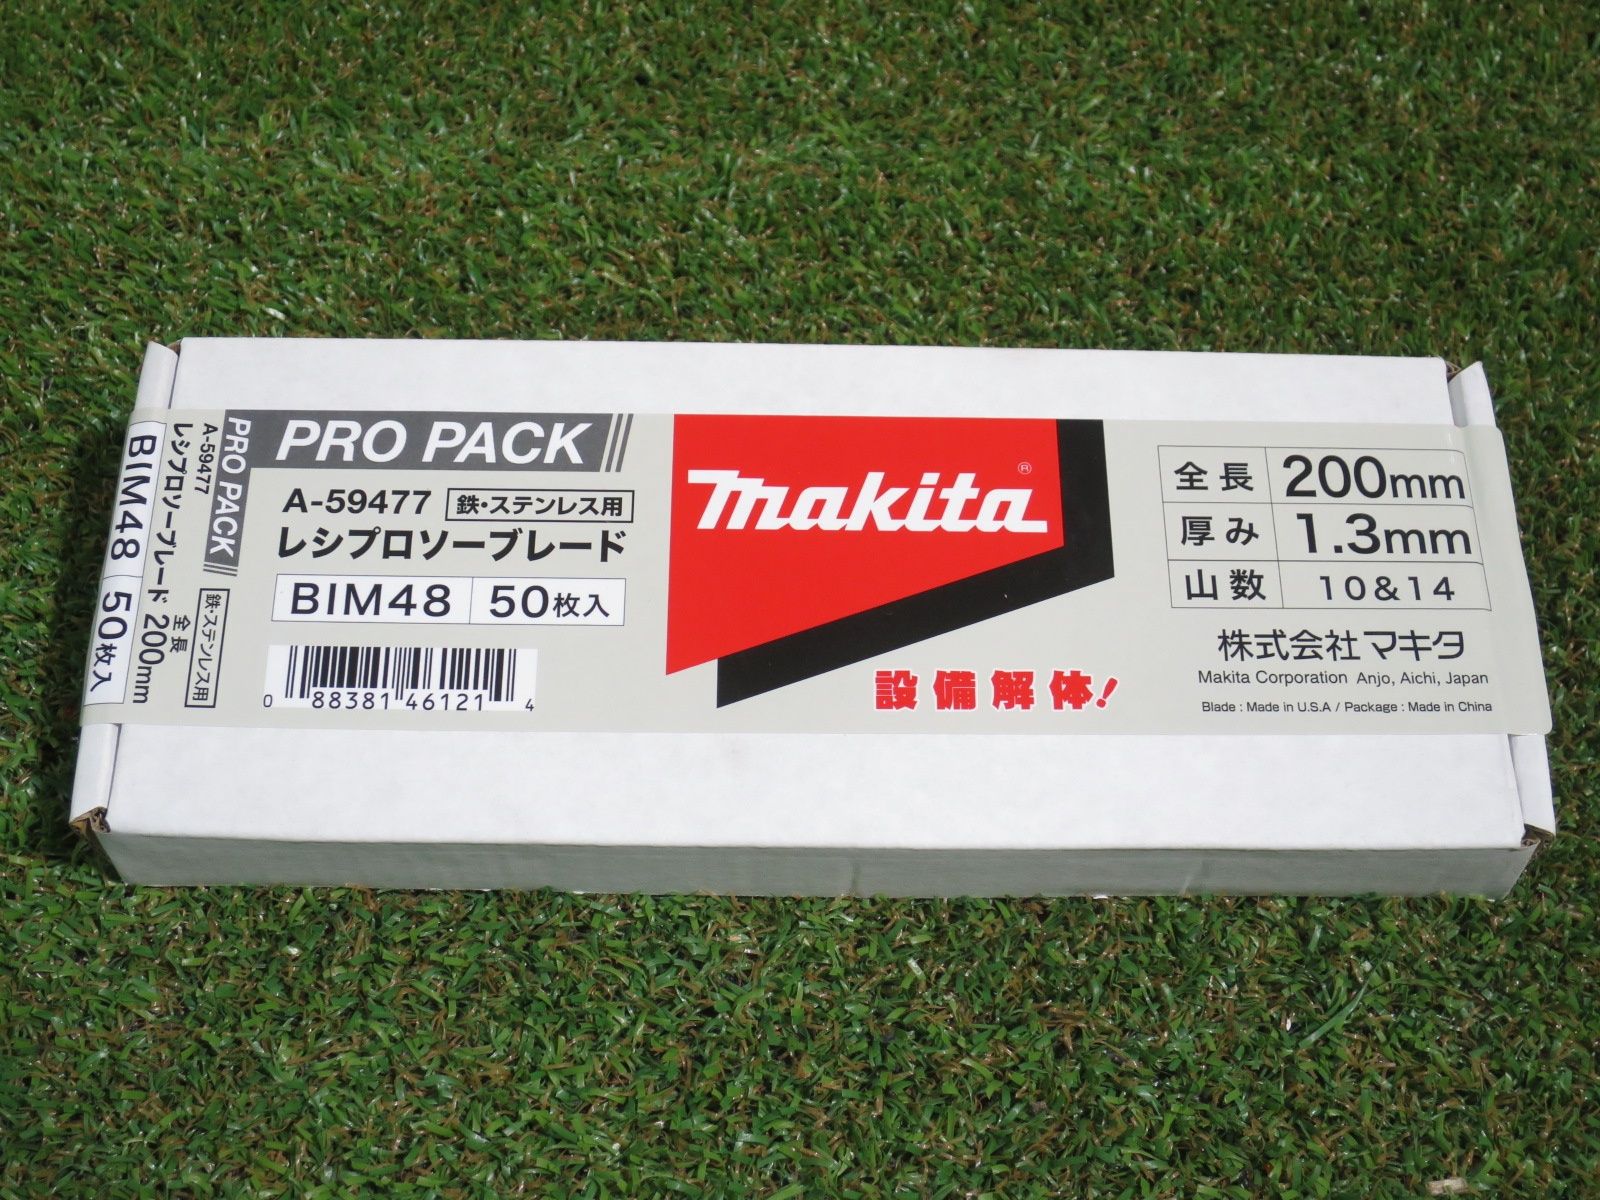 PRO PACK
A-59477 鉄・ステンレス用
レシプロソーブレード
BIM48 50枚入
0 88381 46121 4
makita®
設備解体!
全長 200mm
厚み 1.3mm
山数 10&14
株式会社マキタ
Makita Corporation Anjo, Aichi, Japan
Blade : Made in U.S.A / Package : Made in China
PRO PACK
A-59477 鉄・ステンレス用
レシプロソーブレード 全長 200mm
BIM48 50枚入